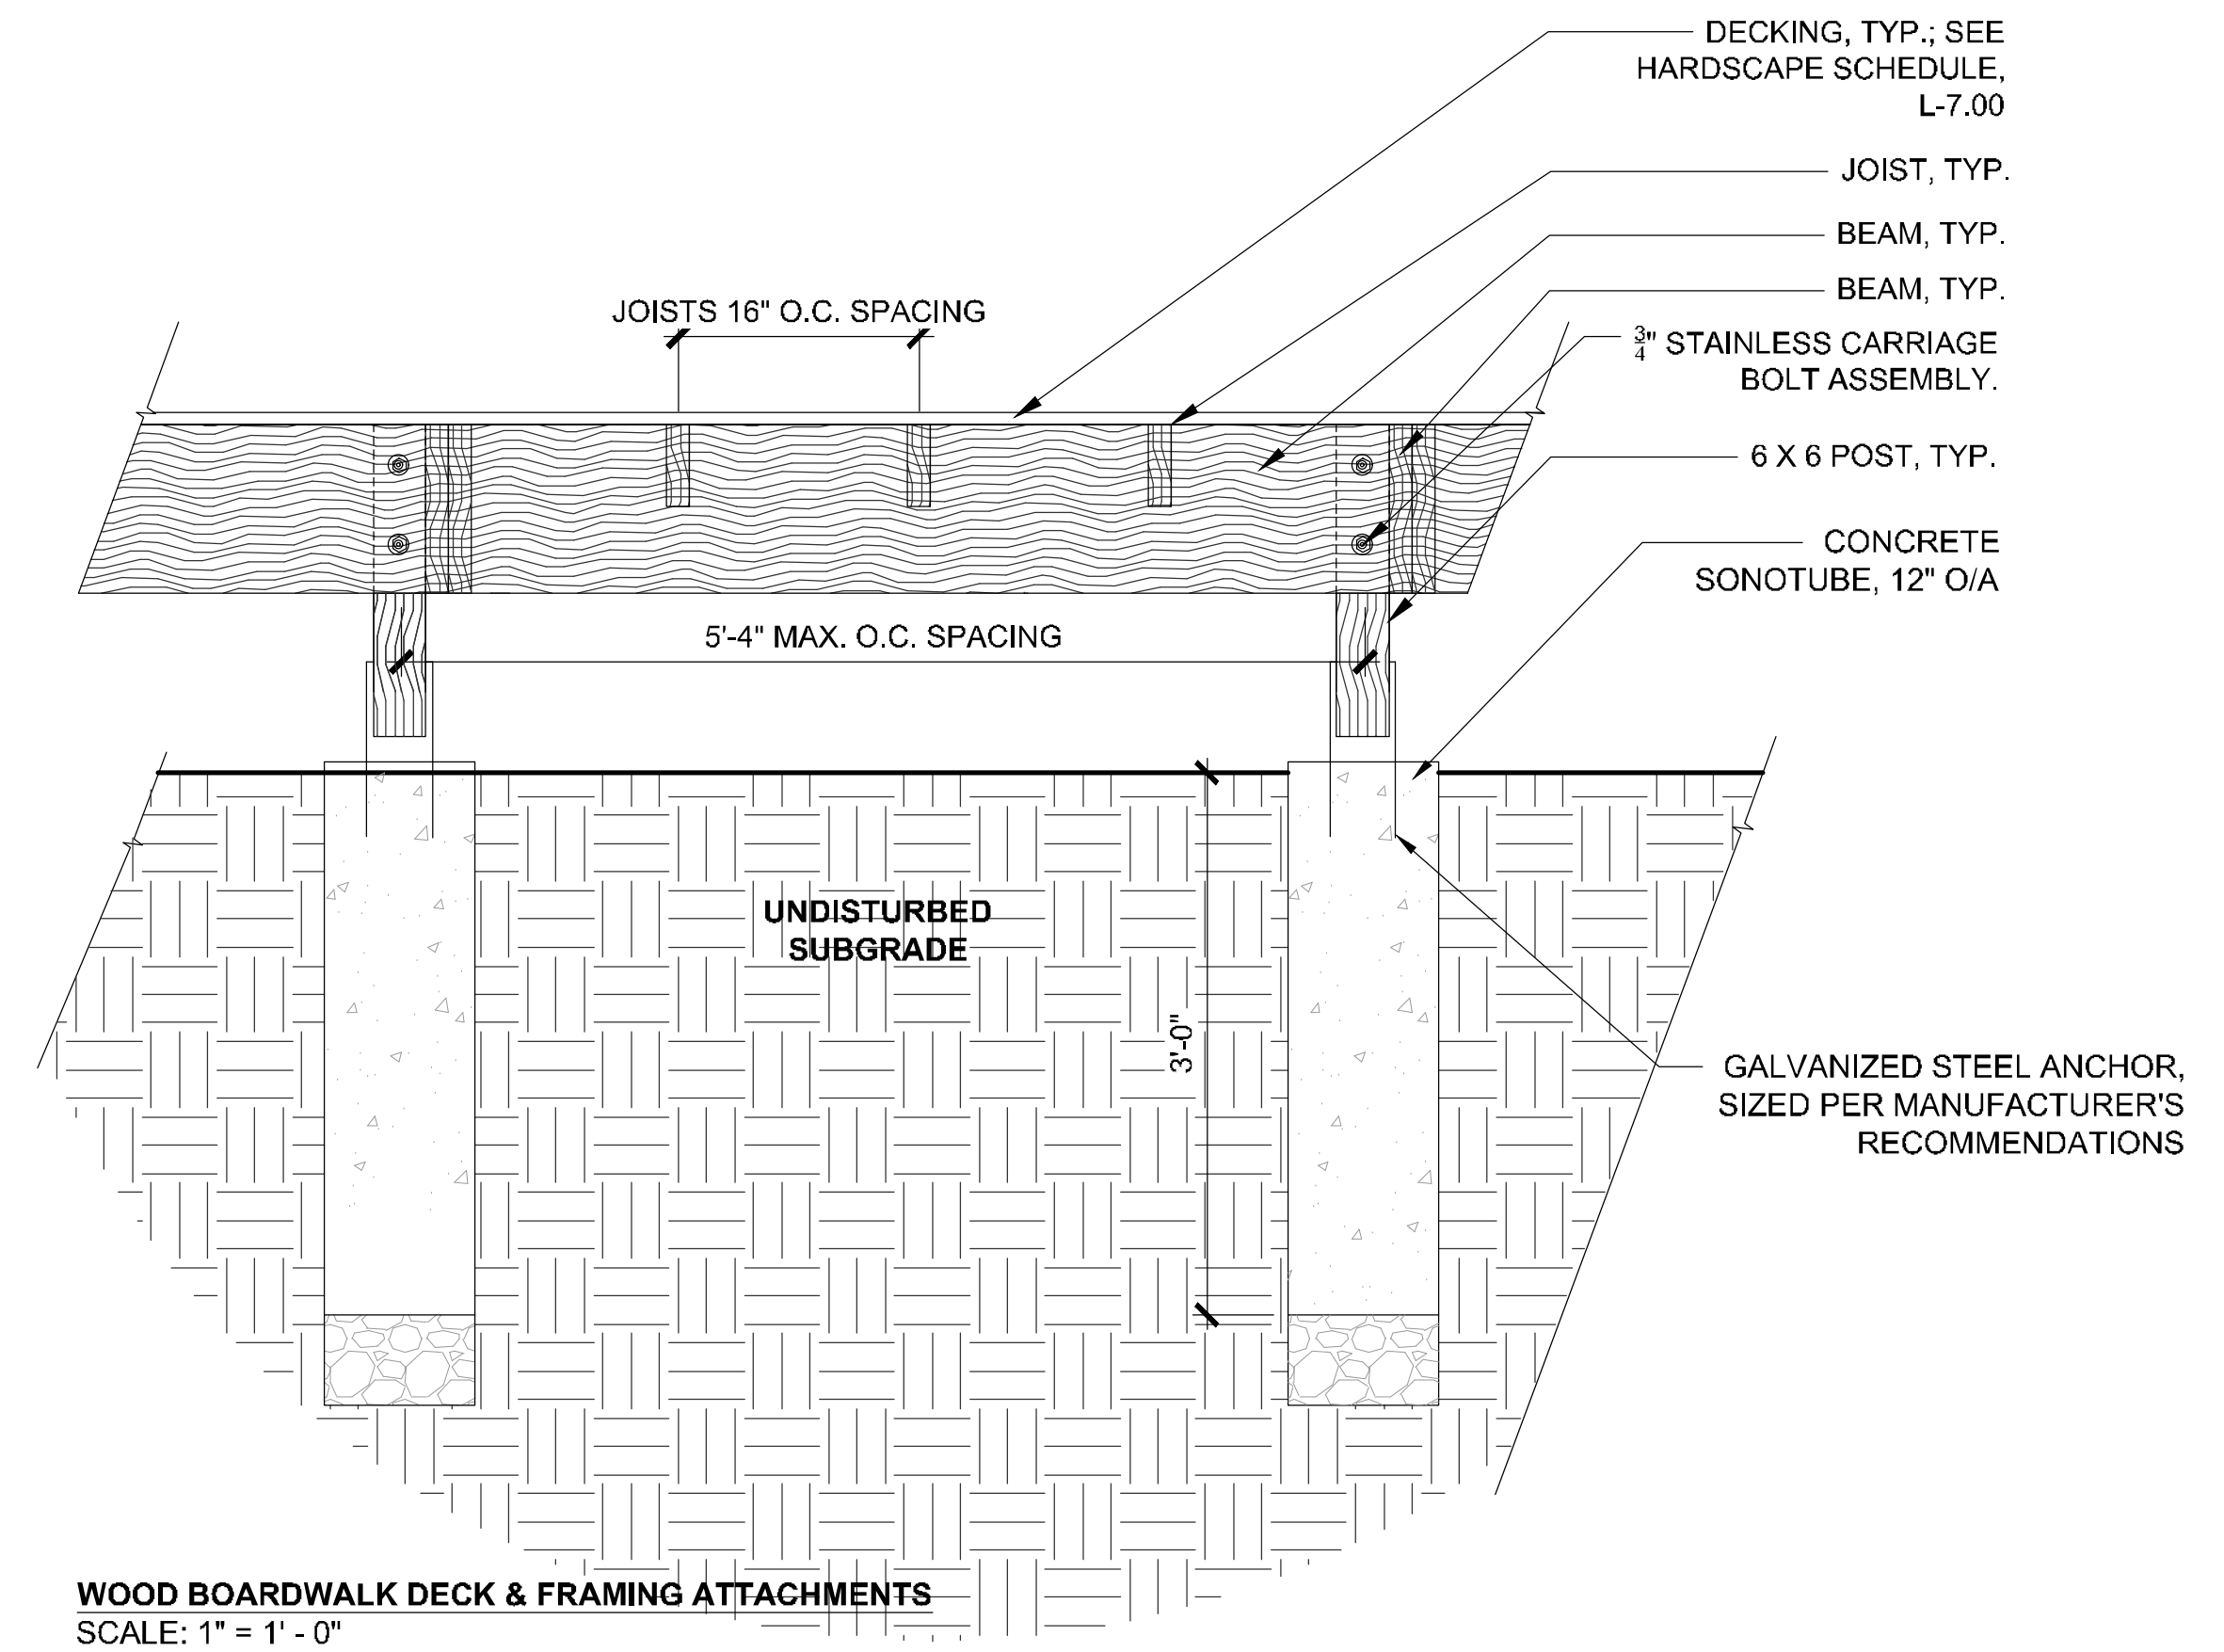 DECKING, TYP.; SEE
HARDSCAPE SCHEDULE,
L-7.00
JOIST, TYP.
BEAM, TYP.
BEAM, TYP.
JOISTS 16" O.C. SPACING
3/4" STAINLESS CARRIAGE
BOLT ASSEMBLY.
6 X 6 POST, TYP.
CONCRETE
SONOTUBE, 12" O/A
5'-4" MAX. O.C. SPACING
UNDISTURBED
SUBGRADE
3'-0"
GALVANIZED STEEL ANCHOR,
SIZED PER MANUFACTURER'S
RECOMMENDATIONS
WOOD BOARDWALK DECK & FRAMING ATTACHMENTS
SCALE: 1" = 1' - 0"